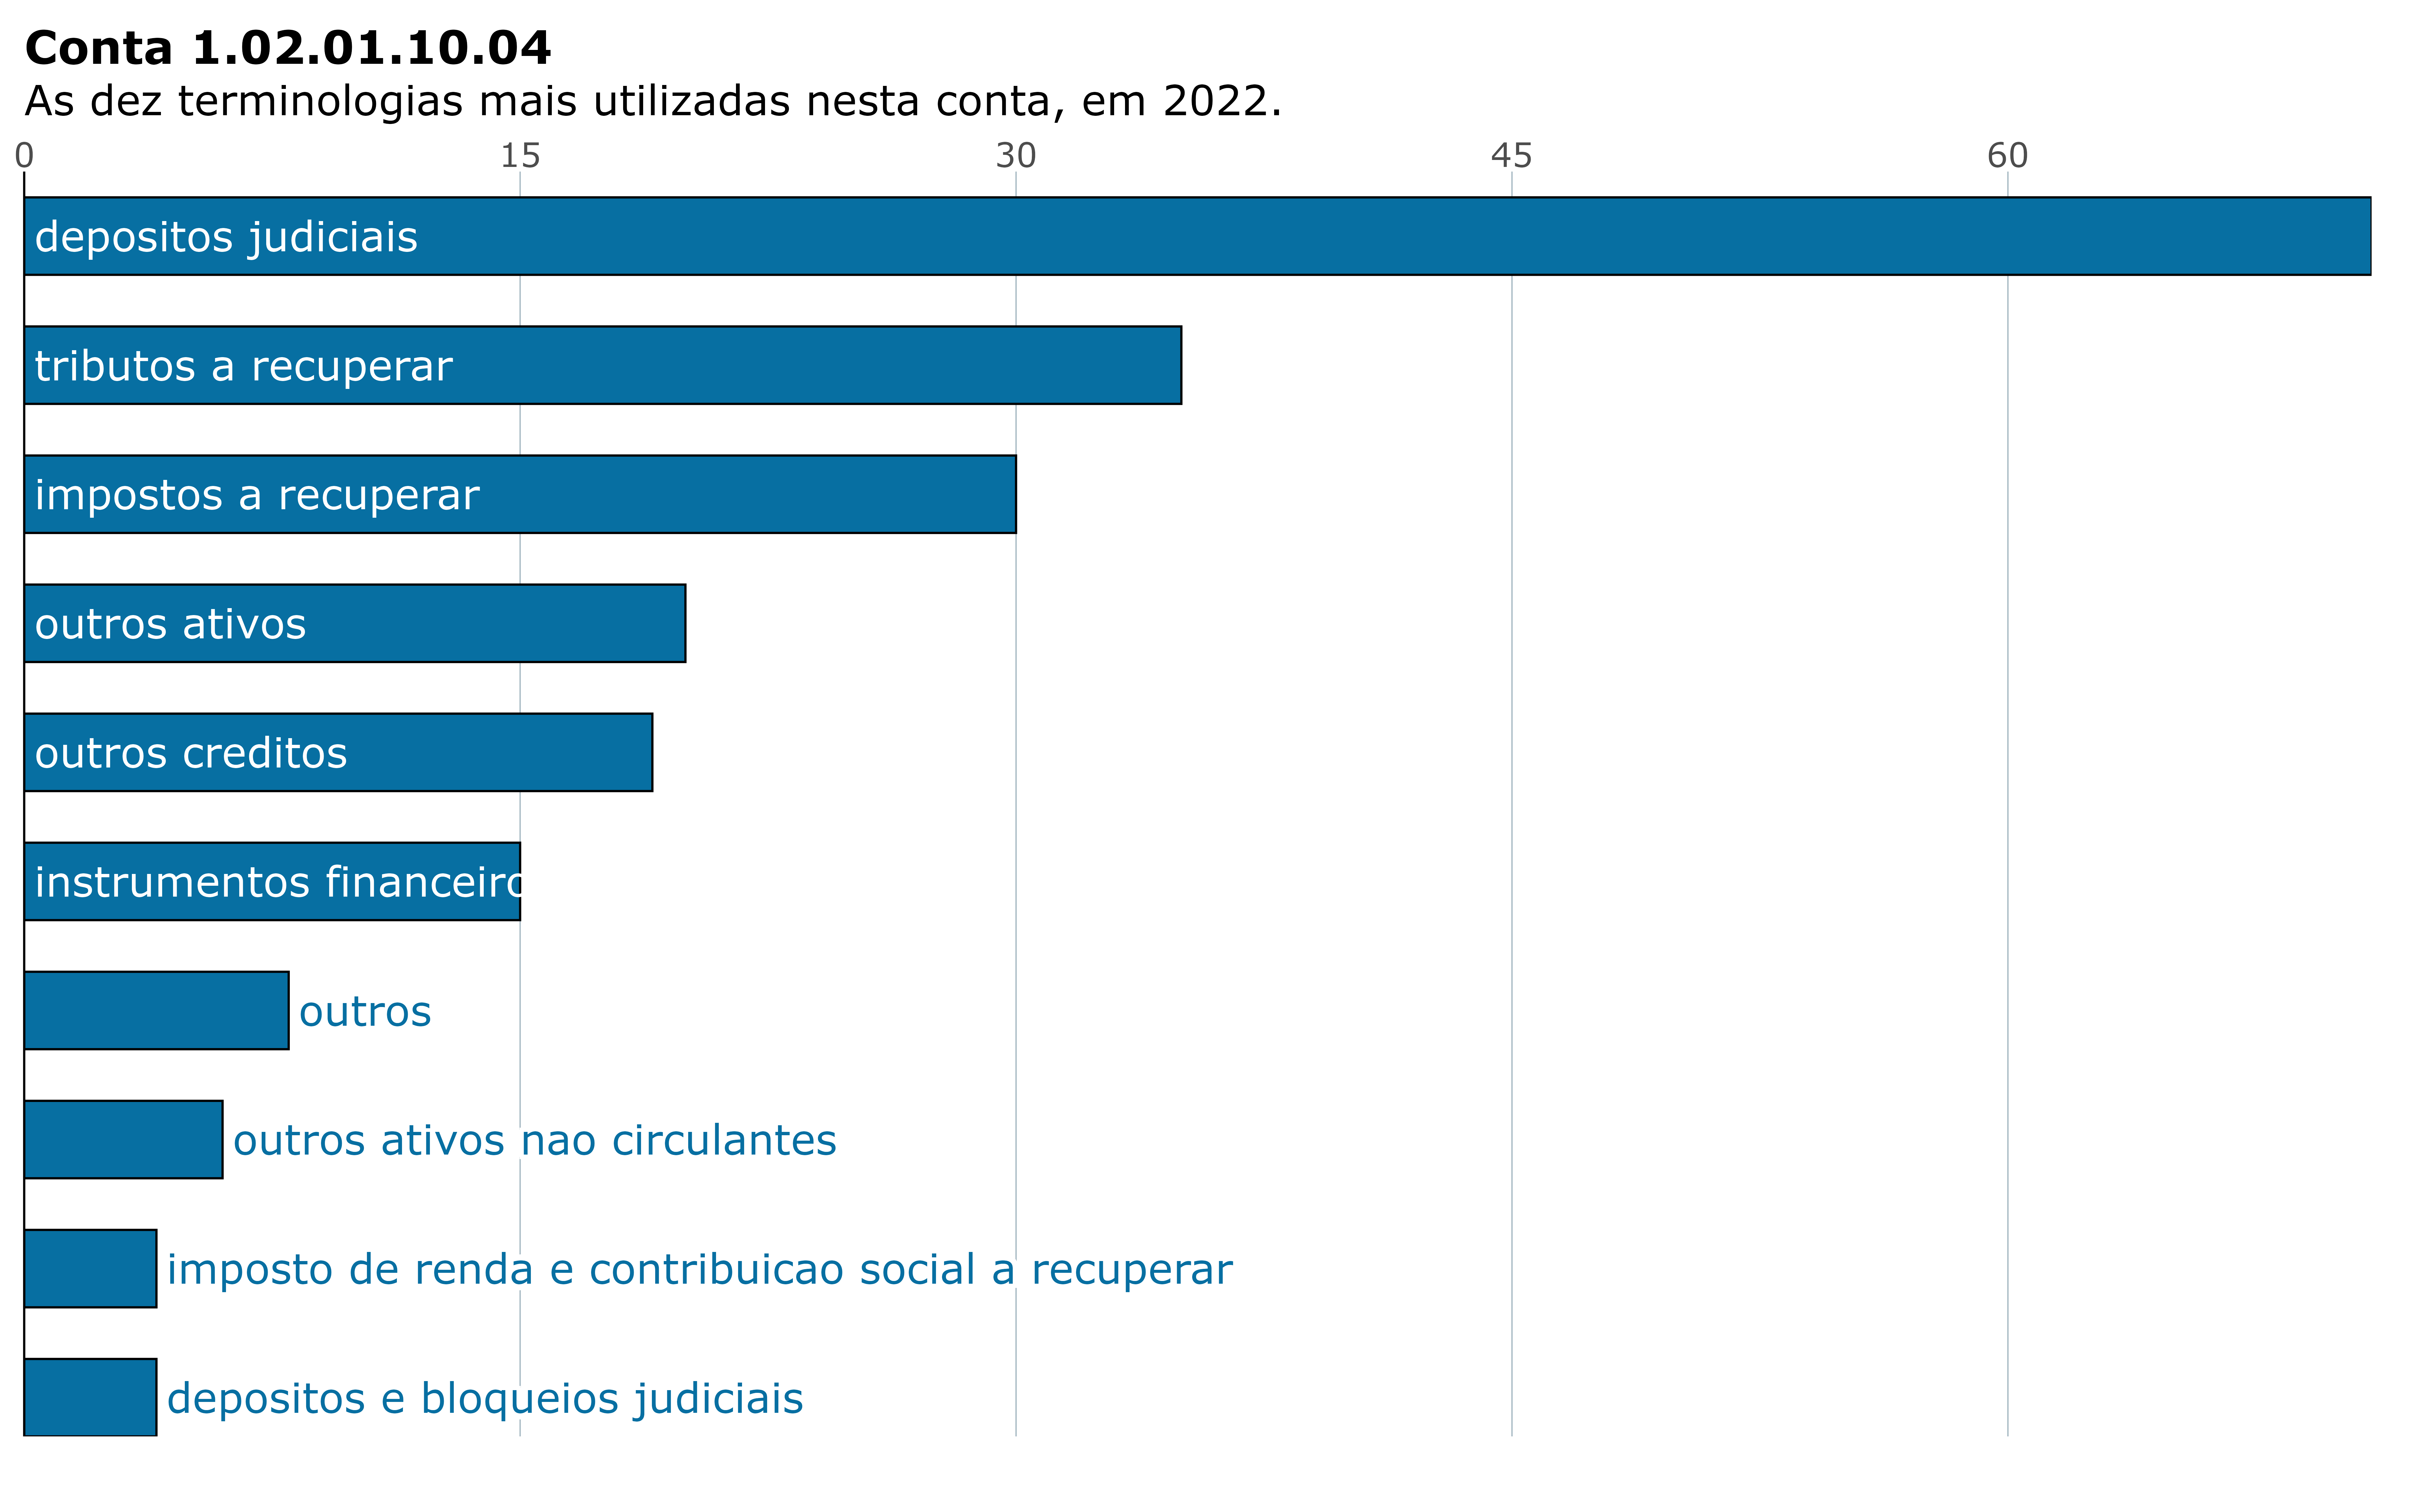 Conta 1.02.01.10.04
As dez terminologias mais utilizadas nesta conta, em 2022.
0 15 30 45 60
depositos judiciais
tributos a recuperar
impostos a recuperar
outros ativos
outros creditos
instrumentos financeiro
outros
outros ativos nao circulantes
imposto de renda e contribuicao social a recuperar
depositos e bloqueios judiciais